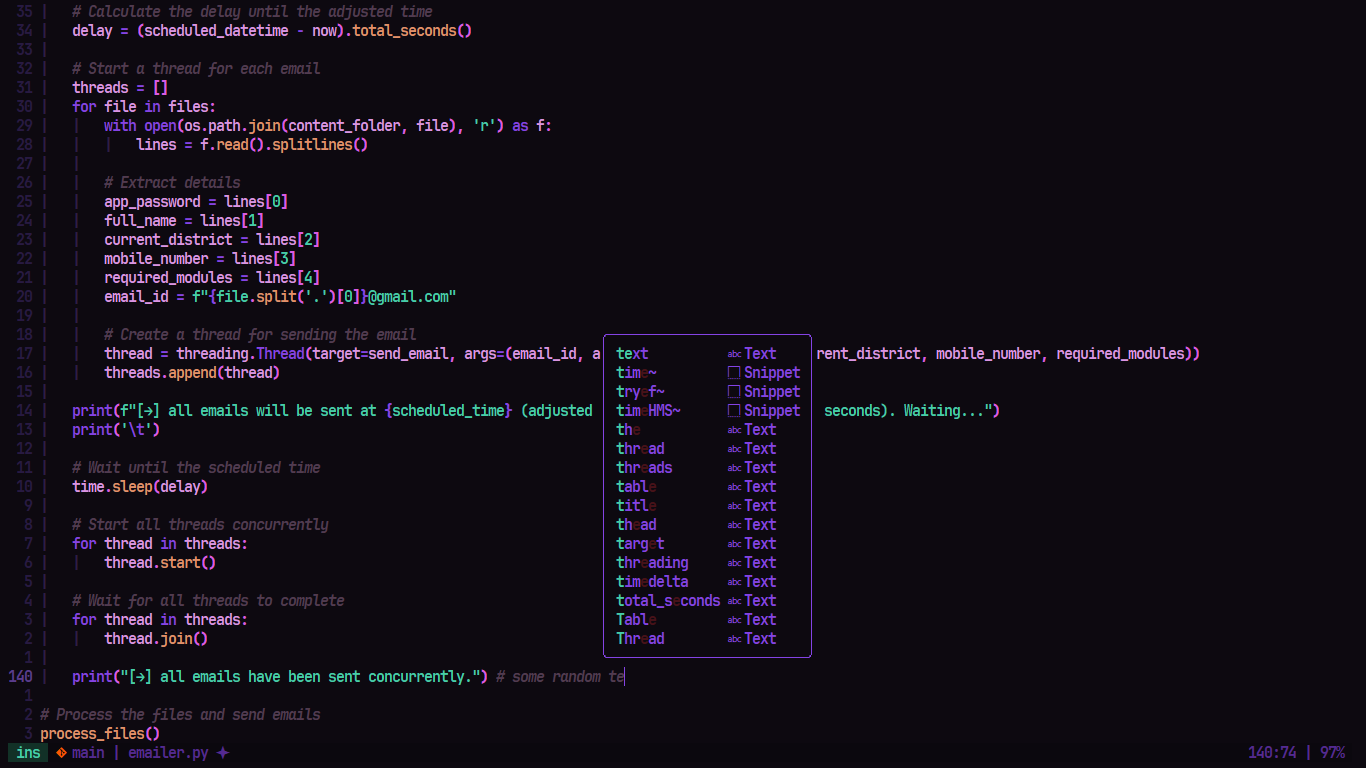 35 # Calculate the delay until the adjusted time
34 delay = (scheduled_datetime - now).total_seconds()
33
32 # Start a thread for each email
31 threads = []
30 for file in files:
29 with open(os.path.join(content_folder, file), 'r') as f:
28 lines = f.read().splitlines()
27
26 # Extract details
25 app_password = lines[0]
24 full_name = lines[1]
23 current_district = lines[2]
22 mobile_number = lines[3]
21 required_modules = lines[4]
20 email_id = f"{file.split('.')[0]}@gmail.com"
19
18 # Create a thread for sending the email
17 thread = threading.Thread(target=send_email, args=(email_id, a text abc Text rent_district, mobile_number, required_modules))
16 threads.append(thread) time~ Snippet
15 tryef~ Snippet
14 print(f"[→] all emails will be sent at {scheduled_time} (adjusted timeHMS~ Snippet seconds). Waiting...")
13 print('\t') the abc Text
12 thread abc Text
11 # Wait until the scheduled time threads abc Text
10 time.sleep(delay) table abc Text
9 title abc Text
8 # Start all threads concurrently thead abc Text
7 for thread in threads: target abc Text
6 thread.start() threading abc Text
5 timedelta abc Text
4 # Wait for all threads to complete total_seconds abc Text
3 for thread in threads: Table abc Text
2 thread.join() Thread abc Text
1
140 print("[→] all emails have been sent concurrently.") # some random te
1
2 # Process the files and send emails
3 process_files()
ins main | emailer.py 140:74 | 97%